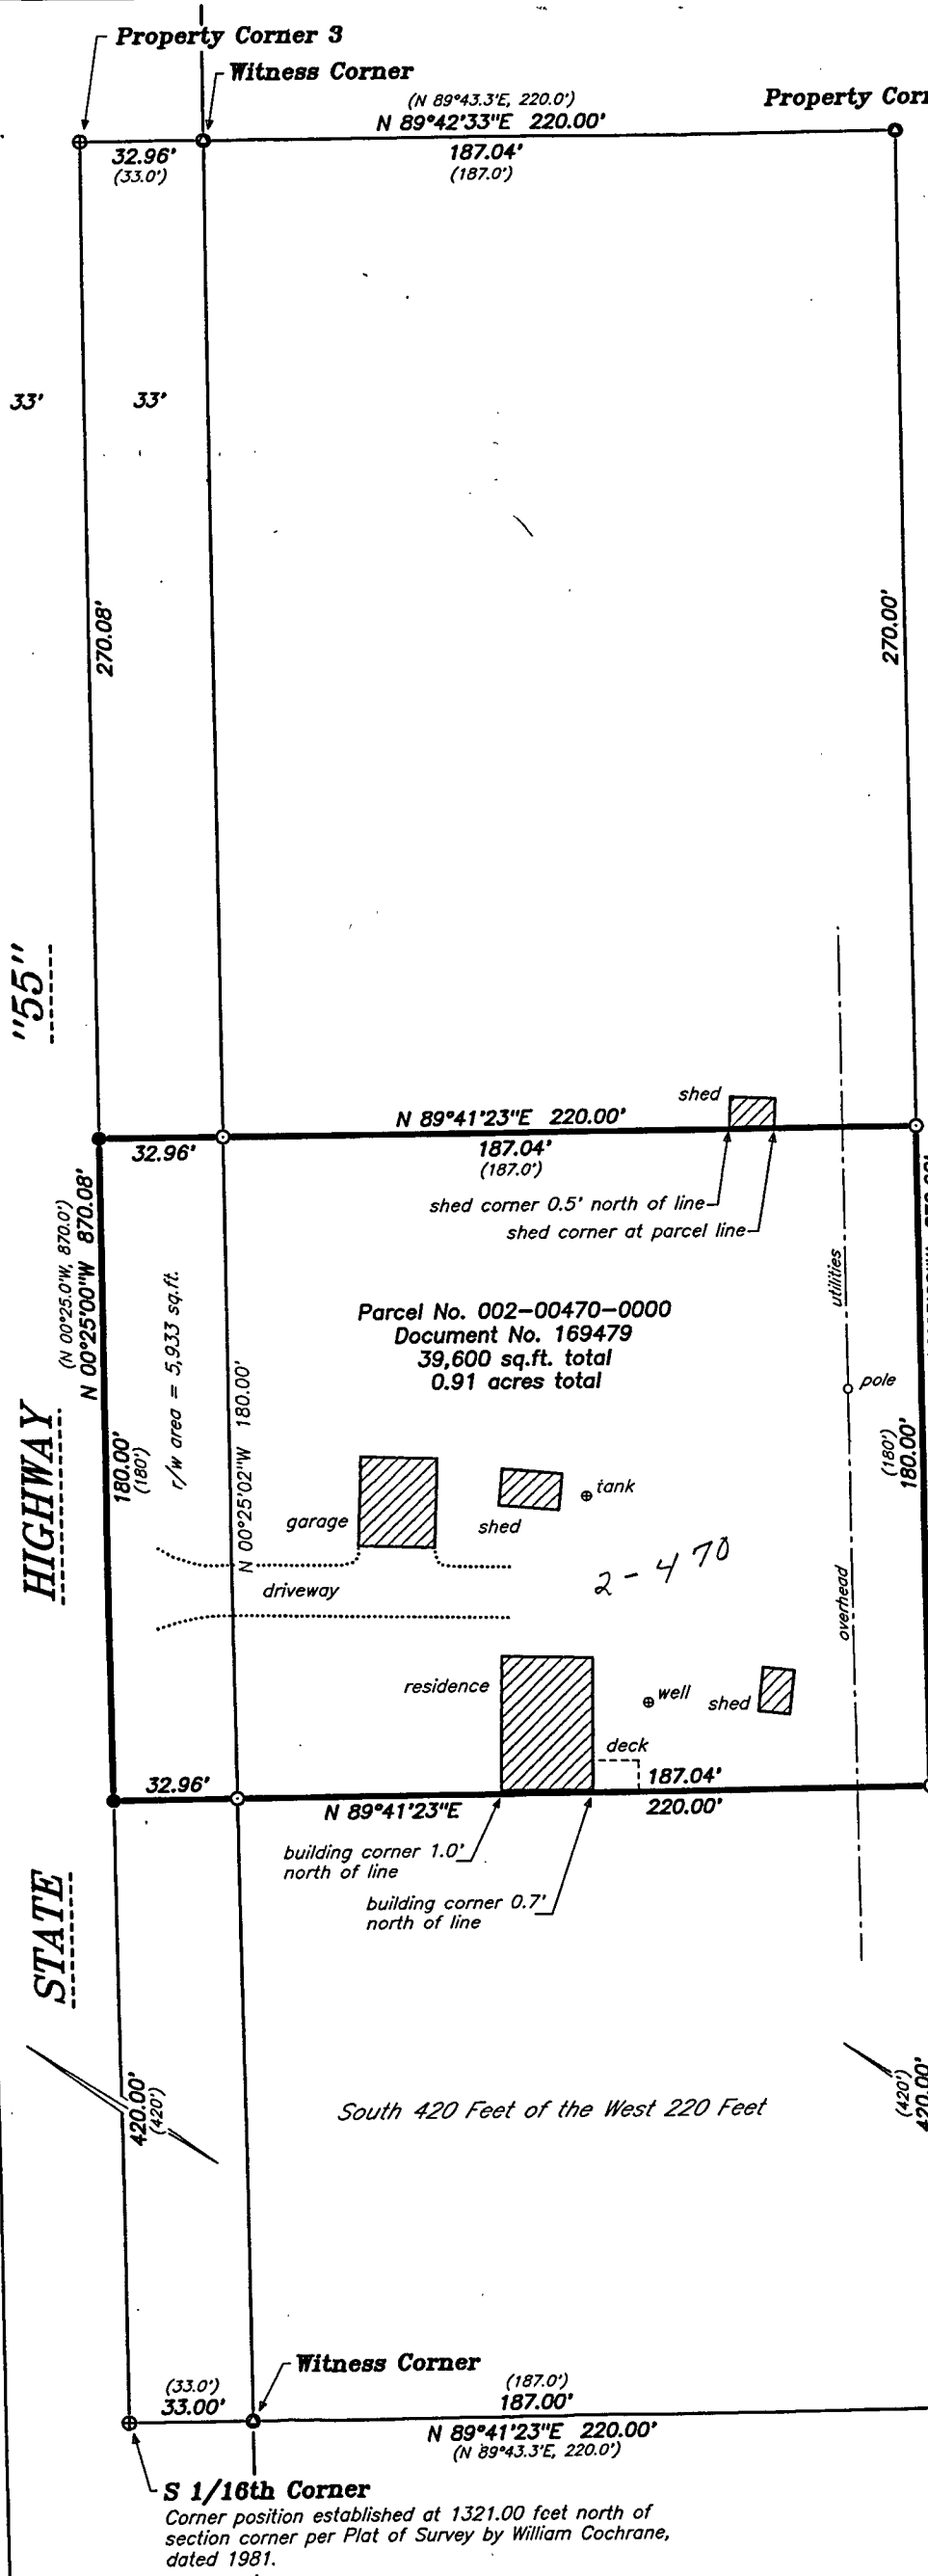 Property Corner 3
Witness Corner
(N 89°43.3'E, 220.0')
N 89°42'33"E 220.00'
Property Corn
32.96'
(33.0')
187.04'
(187.0')
33'
33'
270.08'
270.00'
"55"
shed
N 89°41'23"E 220.00'
32.96'
187.04'
(187.0')
shed corner 0.5' north of line
shed corner at parcel line
(N 00°25.0'W, 870.0')
N 00°25'00"W 870.08'
utilities
Parcel No. 002-00470-0000
Document No. 169479
39,600 sq.ft. total
0.91 acres total
r/w area = 5,933 sq.ft.
pole
HIGHWAY
180.00'
(180')
N 00°25'02"W 180.00'
(180')
180.00'
garage
shed
tank
2-470
driveway
overhead
residence
well
shed
deck
32.96'
187.04'
N 89°41'23"E
220.00'
building corner 1.0'
north of line
building corner 0.7'
north of line
STATE
420.00'
(420')
South 420 Feet of the West 220 Feet
(420')
420.00'
Witness Corner
(33.0')
33.00'
(187.0')
187.00'
N 89°41'23"E 220.00'
(N 89°43.3'E, 220.0')
S 1/16th Corner
Corner position established at 1321.00 feet north of
section corner per Plat of Survey by William Cochrane,
dated 1981.